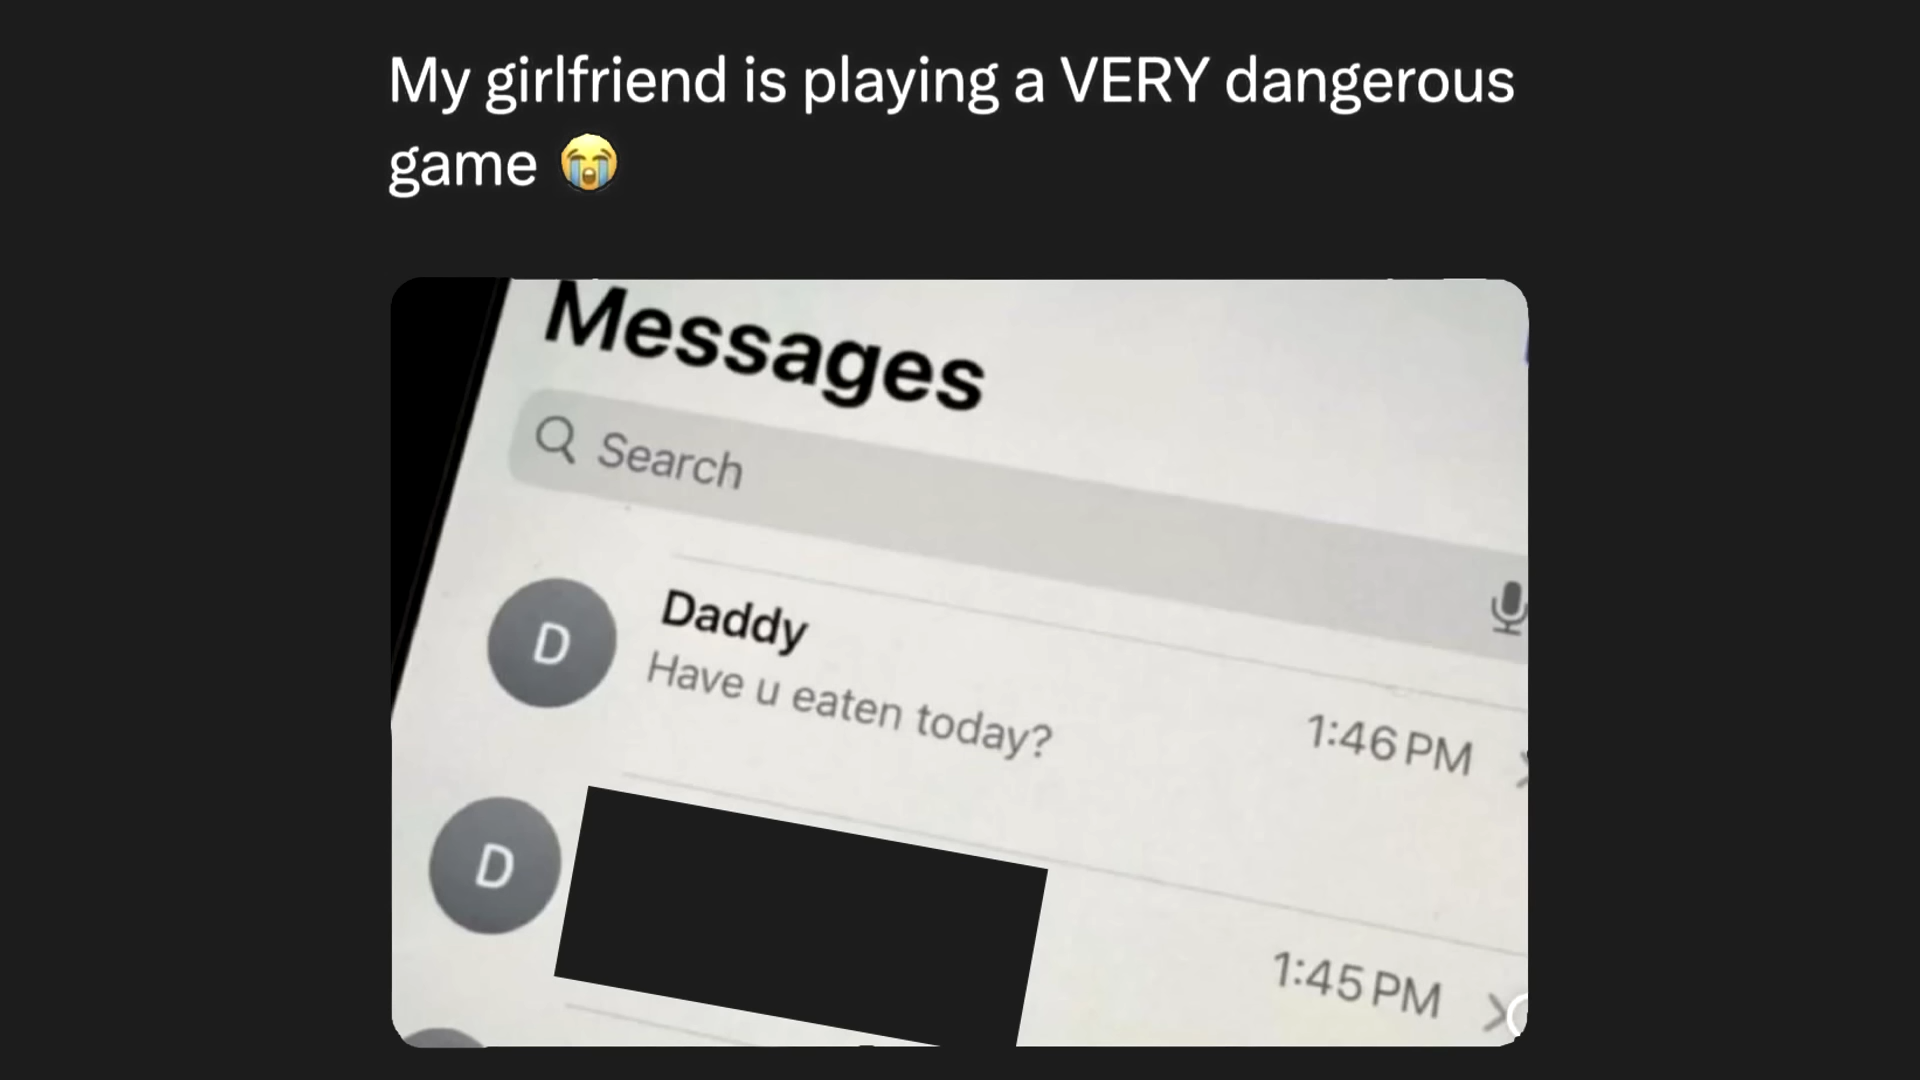 My girlfriend is playing a VERY dangerous
game 😭
Messages
Search
D
Daddy
Have u eaten today?
1:46 PM
D
1:45 PM